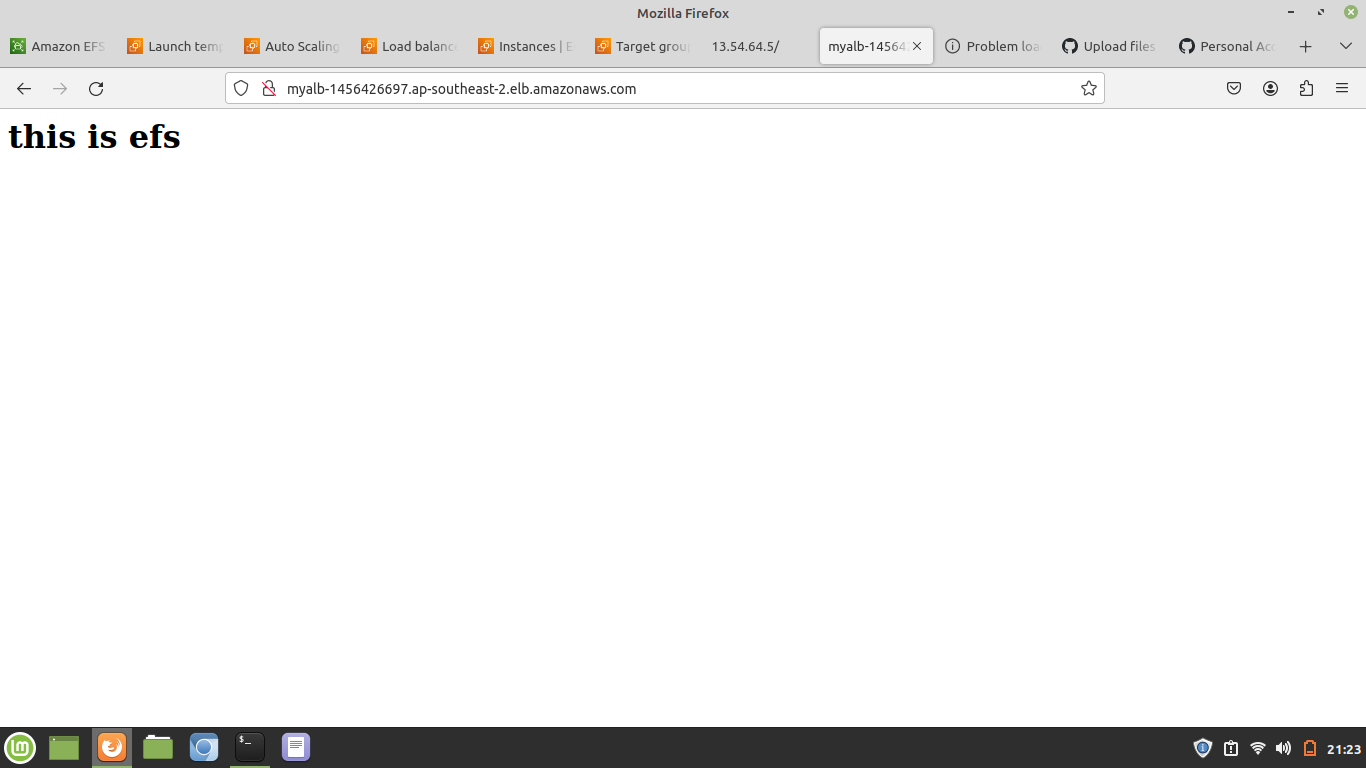 Mozilla Firefox
Amazon EFS
Launch temp
Auto Scaling
Load balanc
Instances | E
Target grou
13.54.64.5/
myalb-14564
Problem loa
Upload files
Personal Acc
myalb-1456426697.ap-southeast-2.elb.amazonaws.com
this is efs
21:23